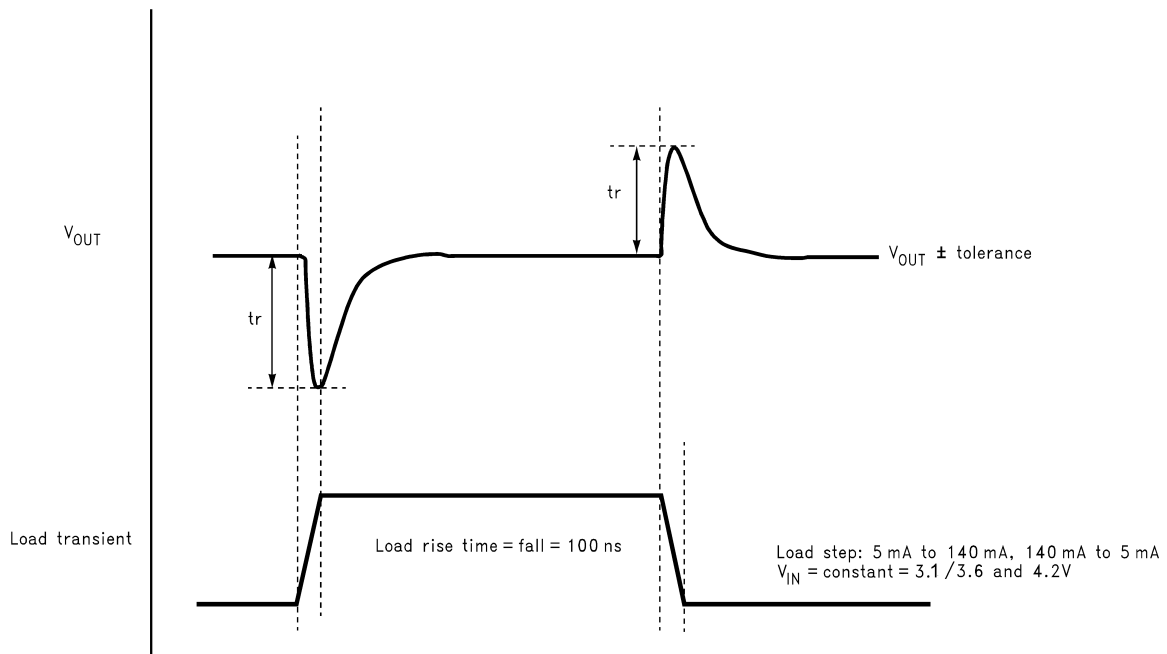 tr
V_OUT
V_OUT ± tolerance
tr
Load transient
Load rise time = fall = 100 ns
Load step: 5 mA to 140 mA, 140 mA to 5 mA
V_IN = constant = 3.1/3.6 and 4.2V